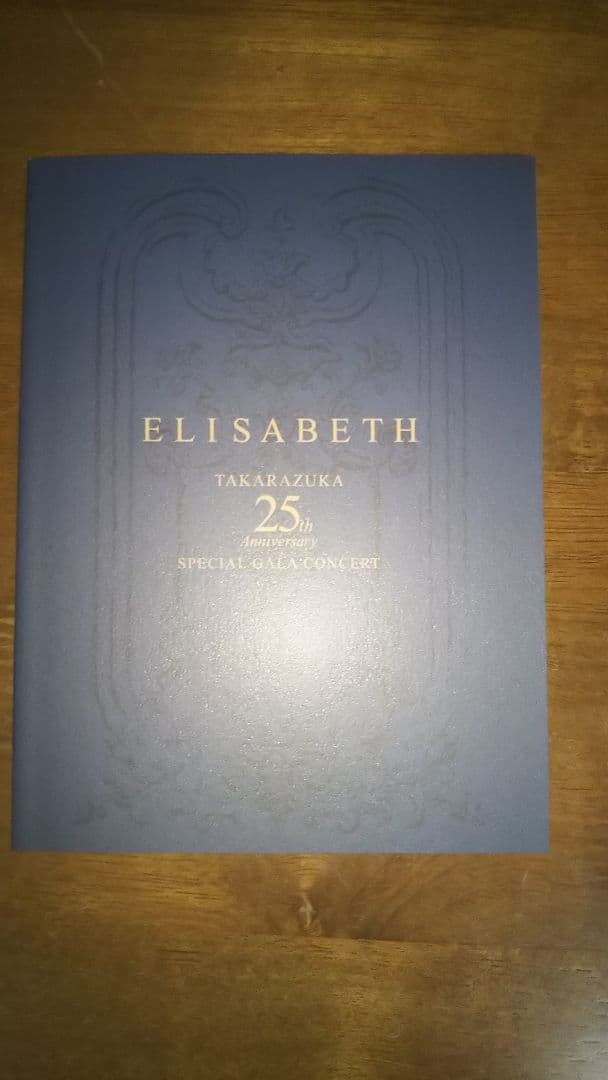 ELISABETH
TAKARAZUKA
25th
Anniversary
SPECIAL GALA CONCERT